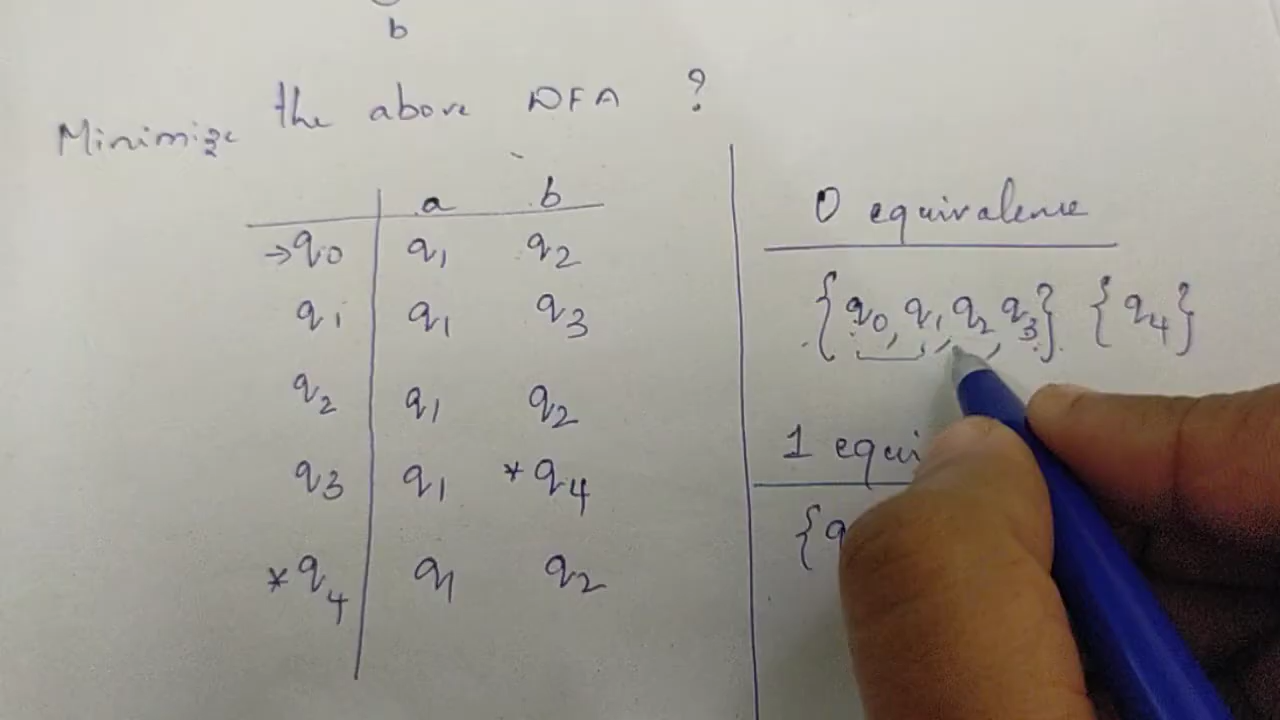 b
Minimize the above DFA ?
a b
→q0 q1 q2
q1 q1 q3
q2 q1 q2
q3 q1 *q4
*q4 q1 q2
0 equivalence
{q0, q1, q2, q3} {q4}
1 equi
{q